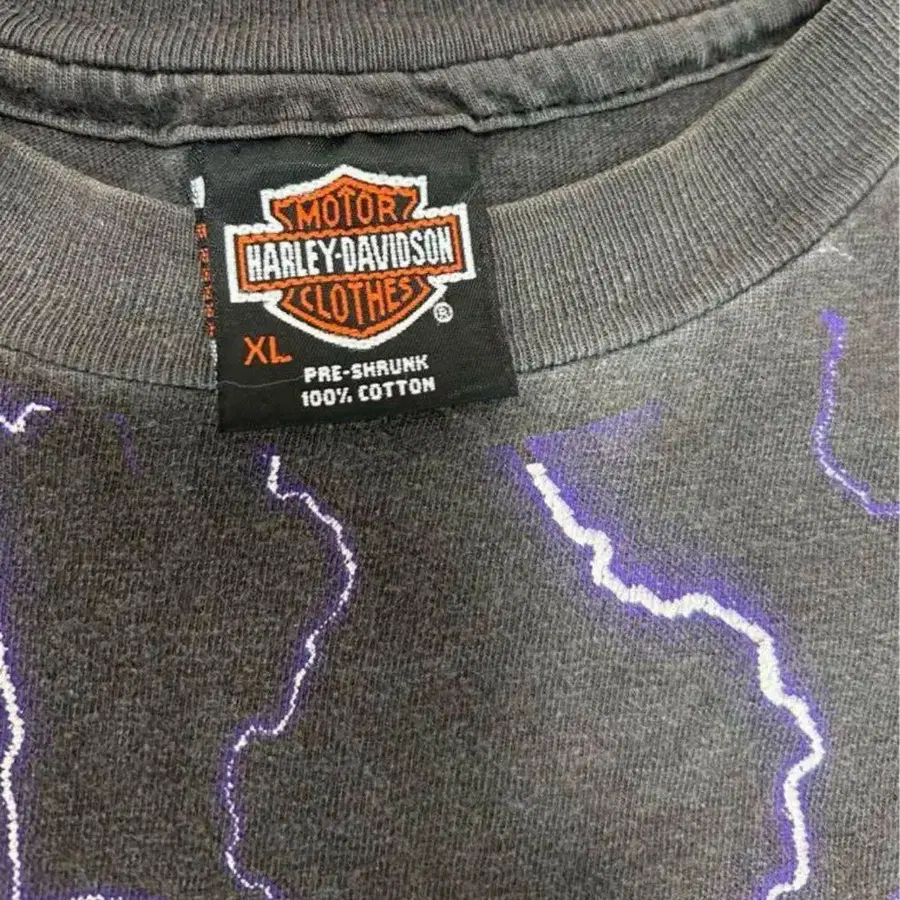 MOTOR
HARLEY-DAVIDSON
CLOTHES
®
XL
PRE-SHRUNK
100% COTTON